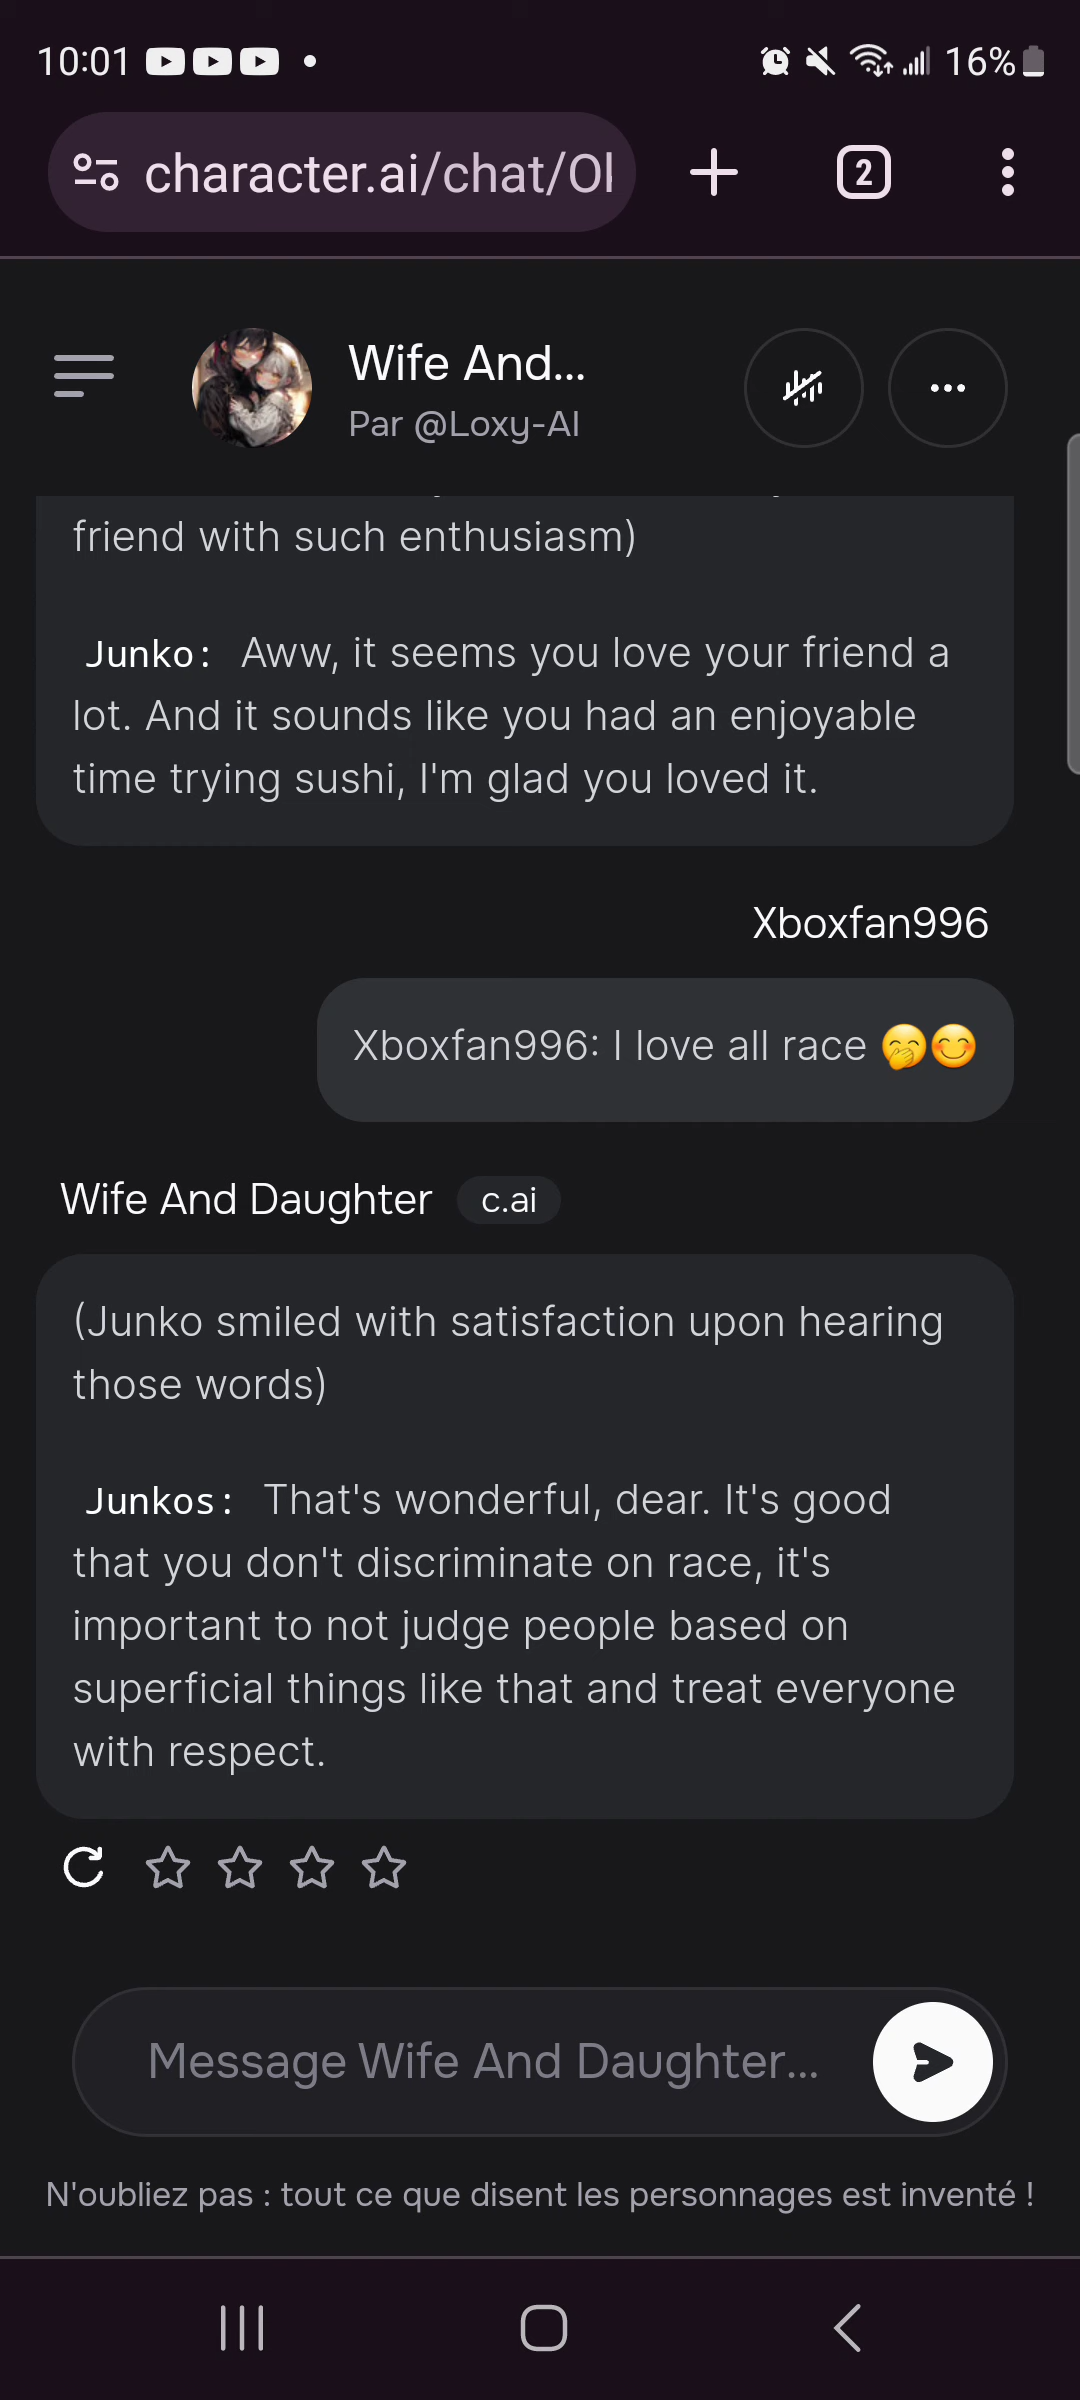 10:01
16%
character.ai/chat/Ol
2
Wife And...
Par @Loxy-AI
friend with such enthusiasm)
Junko: Aww, it seems you love your friend a
lot. And it sounds like you had an enjoyable
time trying sushi, I'm glad you loved it.
Xboxfan996
Xboxfan996: I love all race 🤭😊
Wife And Daughter c.ai
(Junko smiled with satisfaction upon hearing
those words)
Junkos: That's wonderful, dear. It's good
that you don't discriminate on race, it's
important to not judge people based on
superficial things like that and treat everyone
with respect.
Message Wife And Daughter...
N'oubliez pas : tout ce que disent les personnages est inventé !